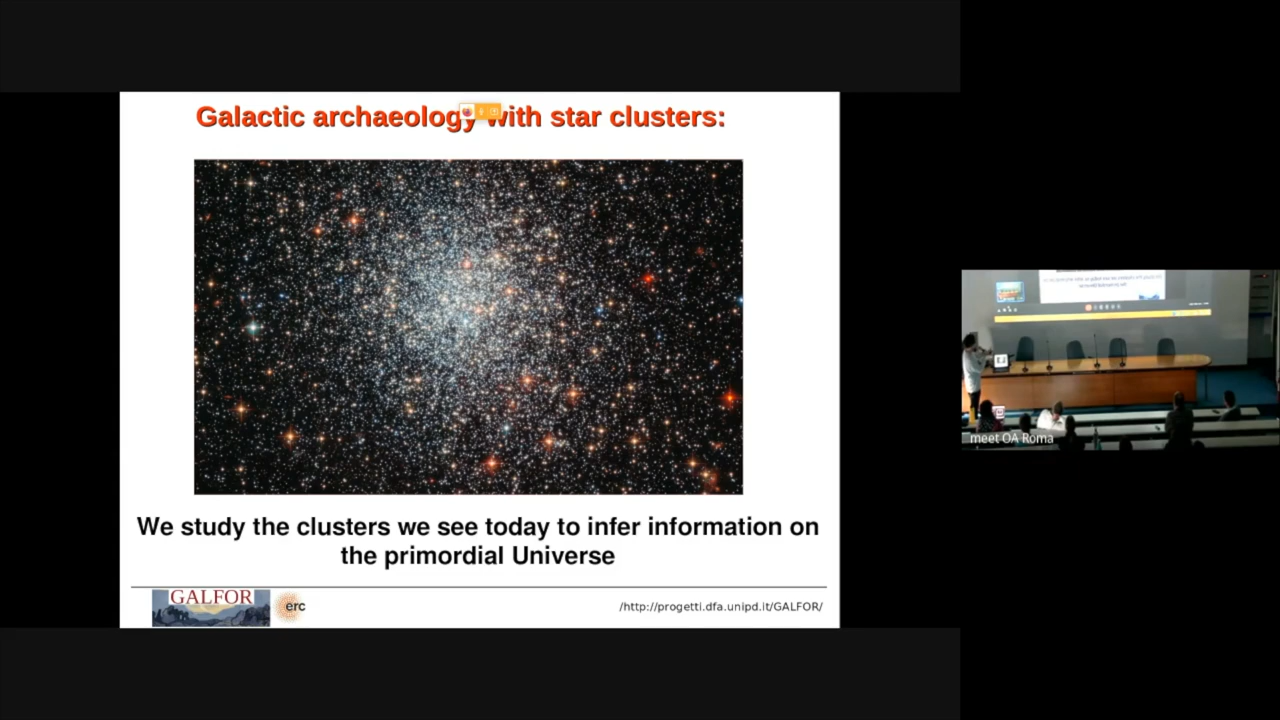 Galactic archaeology with star clusters:
We study the clusters we see today to infer information on
the primordial Universe
GALFOR
erc
/http://progetti.dfa.unipd.it/GALFOR/
meet OA Roma